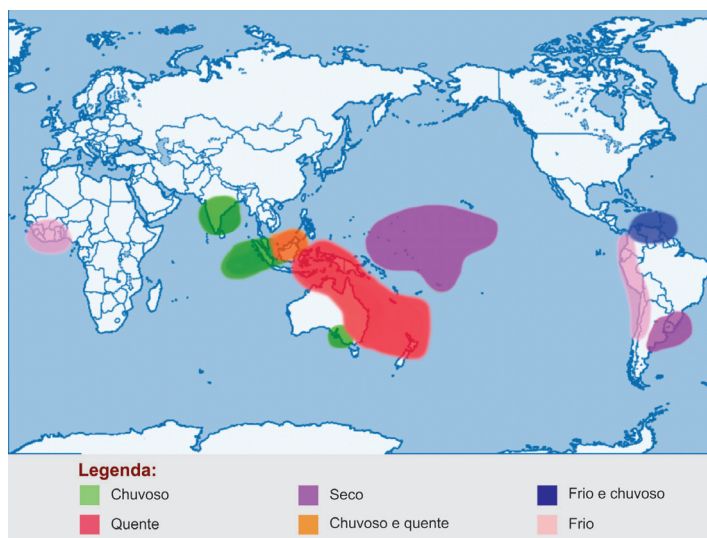 Legenda:
Chuvoso
Seco
Frio e chuvoso
Quente
Chuvoso e quente
Frio